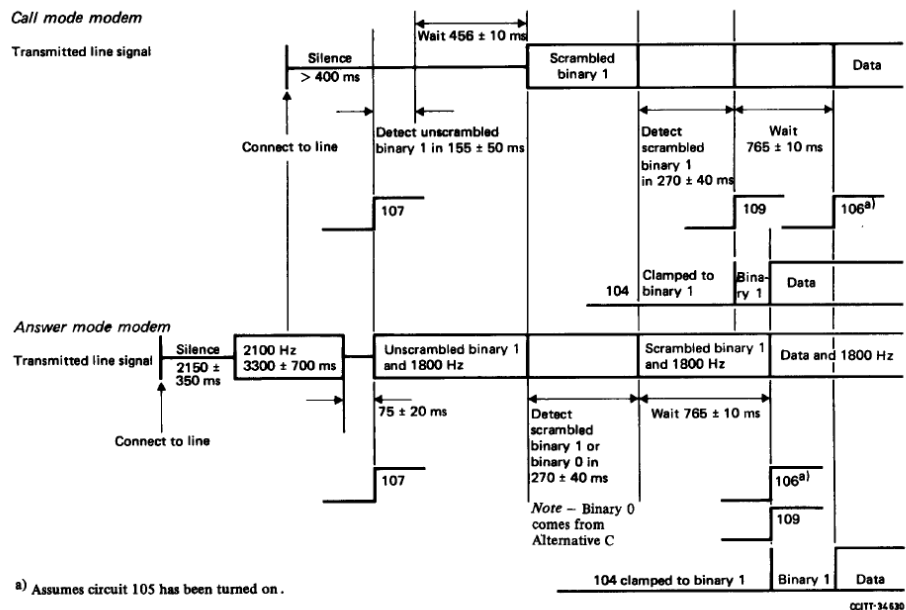 Call mode modem
Wait 456 ± 10 ms
Transmitted line signal
Silence
> 400 ms
Scrambled
binary 1
Data
Connect to line
Detect unscrambled
binary 1 in 155 ± 50 ms
Detect
scrambled
binary 1
in 270 ± 40 ms
Wait
765 ± 10 ms
107
109
106a)
104
Clamped to
binary 1
Bina-
ry 1
Data
Answer mode modem
Transmitted line signal
Silence
2150 ±
350 ms
2100 Hz
3300 ± 700 ms
Unscrambled binary 1
and 1800 Hz
Scrambled binary 1
and 1800 Hz
Data and 1800 Hz
75 ± 20 ms
Connect to line
Detect
scrambled
binary 1 or
binary 0 in
270 ± 40 ms
Wait 765 ± 10 ms
107
106a)
Note – Binary 0
comes from
Alternative C
109
a) Assumes circuit 105 has been turned on.
104 clamped to binary 1
Binary 1
Data
CCITT-34630